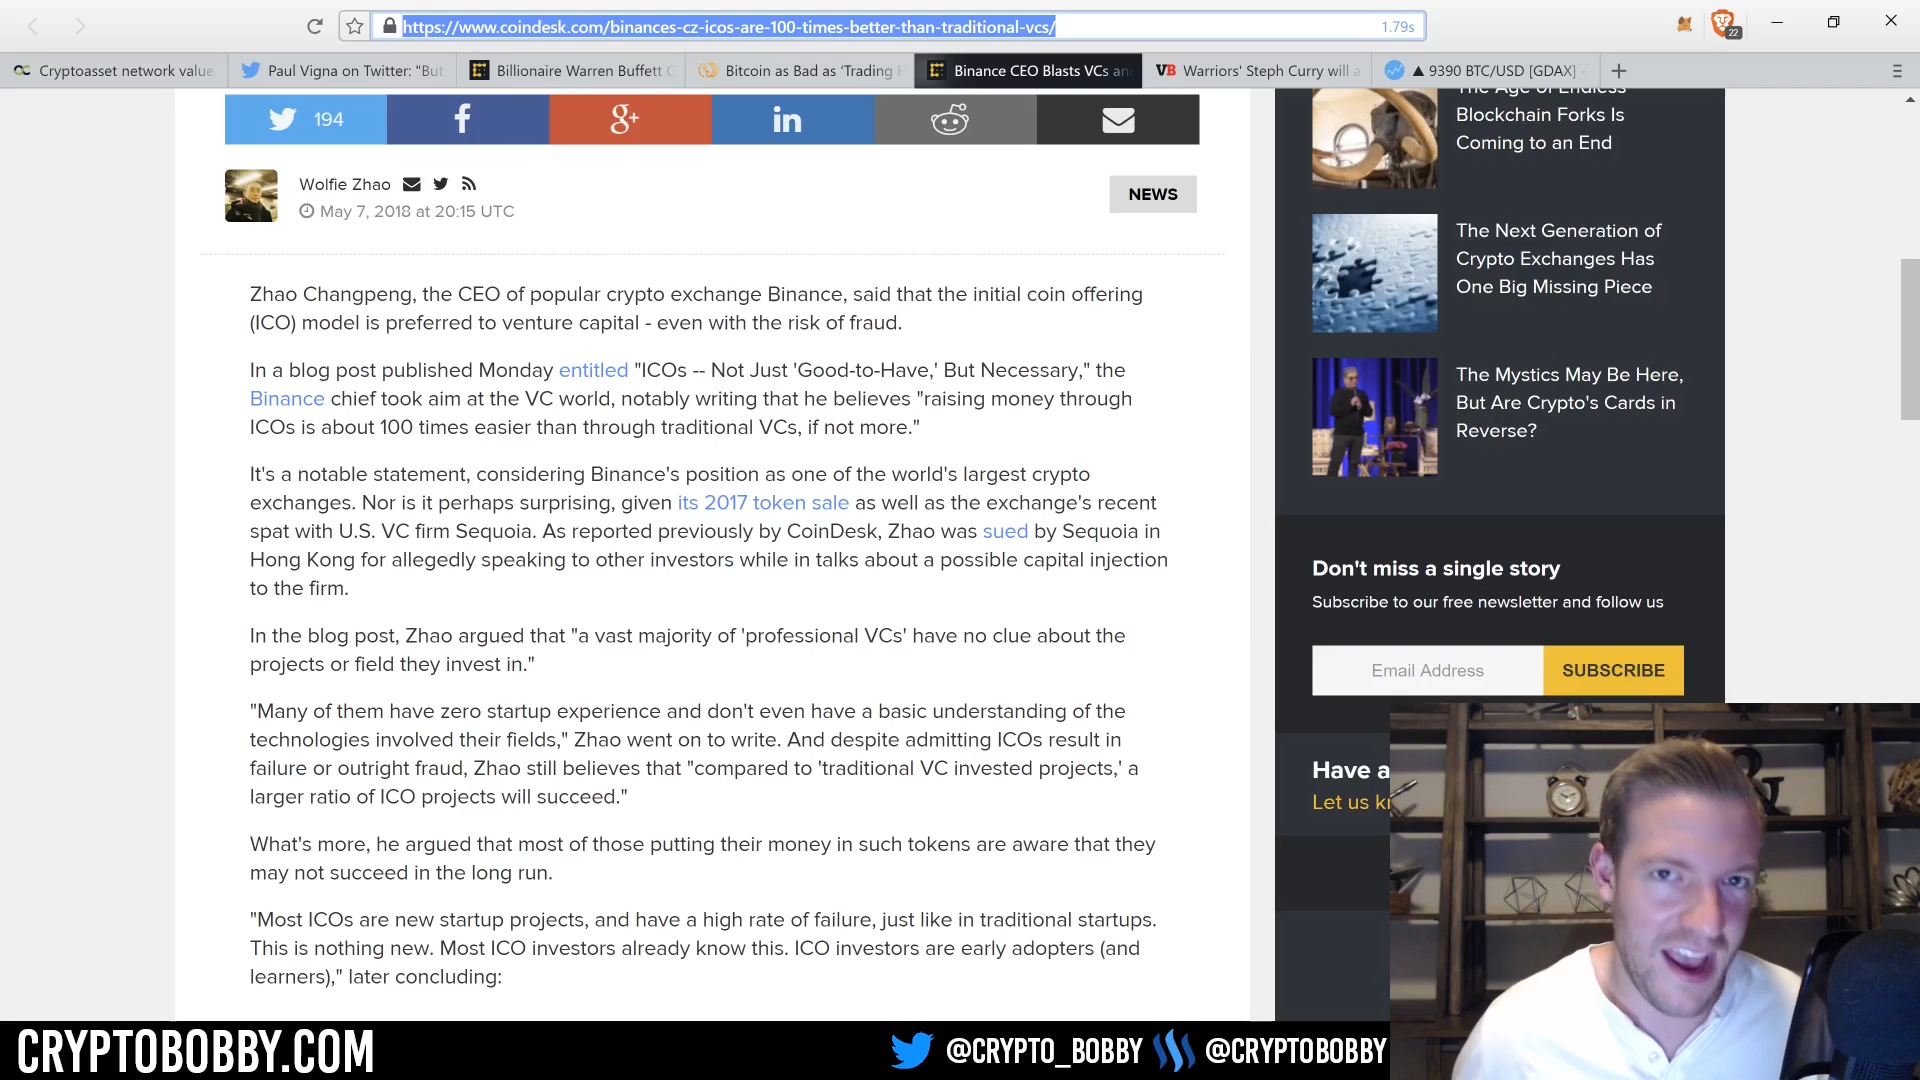 https://www.coindesk.com/binances-cz-icos-are-100-times-better-than-traditional-vcs/
1.79s
22
Cryptoasset network value
Paul Vigna on Twitter: "But
Billionaire Warren Buffett C
Bitcoin as Bad as 'Trading
Binance CEO Blasts VCs an
VB Warriors' Steph Curry will a
▲ 9390 BTC/USD [GDAX] -
194
Wolfie Zhao
May 7, 2018 at 20:15 UTC
NEWS
Zhao Changpeng, the CEO of popular crypto exchange Binance, said that the initial coin offering
(ICO) model is preferred to venture capital - even with the risk of fraud.
In a blog post published Monday entitled "ICOs -- Not Just 'Good-to-Have,' But Necessary," the
Binance chief took aim at the VC world, notably writing that he believes "raising money through
ICOs is about 100 times easier than through traditional VCs, if not more."
It's a notable statement, considering Binance's position as one of the world's largest crypto
exchanges. Nor is it perhaps surprising, given its 2017 token sale as well as the exchange's recent
spat with U.S. VC firm Sequoia. As reported previously by CoinDesk, Zhao was sued by Sequoia in
Hong Kong for allegedly speaking to other investors while in talks about a possible capital injection
to the firm.
In the blog post, Zhao argued that "a vast majority of 'professional VCs' have no clue about the
projects or field they invest in."
"Many of them have zero startup experience and don't even have a basic understanding of the
technologies involved their fields," Zhao went on to write. And despite admitting ICOs result in
failure or outright fraud, Zhao still believes that "compared to 'traditional VC invested projects,' a
larger ratio of ICO projects will succeed."
What's more, he argued that most of those putting their money in such tokens are aware that they
may not succeed in the long run.
"Most ICOs are new startup projects, and have a high rate of failure, just like in traditional startups.
This is nothing new. Most ICO investors already know this. ICO investors are early adopters (and
learners)," later concluding:
The Age of Endless
Blockchain Forks Is
Coming to an End
The Next Generation of
Crypto Exchanges Has
One Big Missing Piece
The Mystics May Be Here,
But Are Crypto's Cards in
Reverse?
Don't miss a single story
Subscribe to our free newsletter and follow us
Email Address
SUBSCRIBE
Have a
Let us k
CRYPTOBOBBY.COM
@CRYPTO_BOBBY
@CRYPTOBOBBY